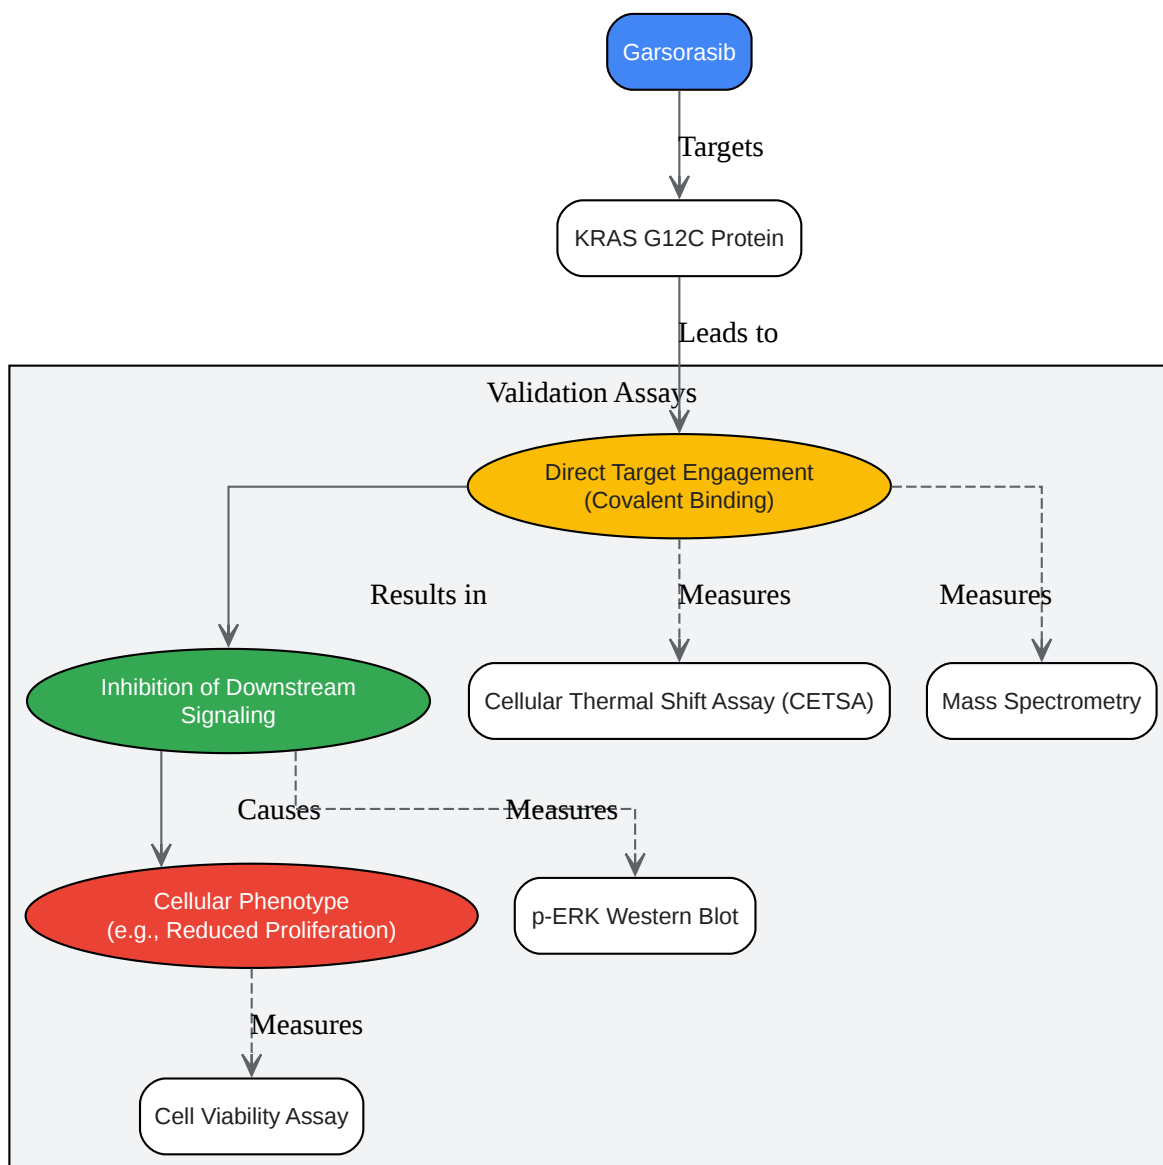 Garsorasib
Targets
KRAS G12C Protein
Leads to
Validation Assays
Direct Target Engagement
(Covalent Binding)
Results in
Measures
Measures
Inhibition of Downstream
Signaling
Cellular Thermal Shift Assay (CETSA)
Mass Spectrometry
Causes
Measures
Cellular Phenotype
(e.g., Reduced Proliferation)
p-ERK Western Blot
Measures
Cell Viability Assay